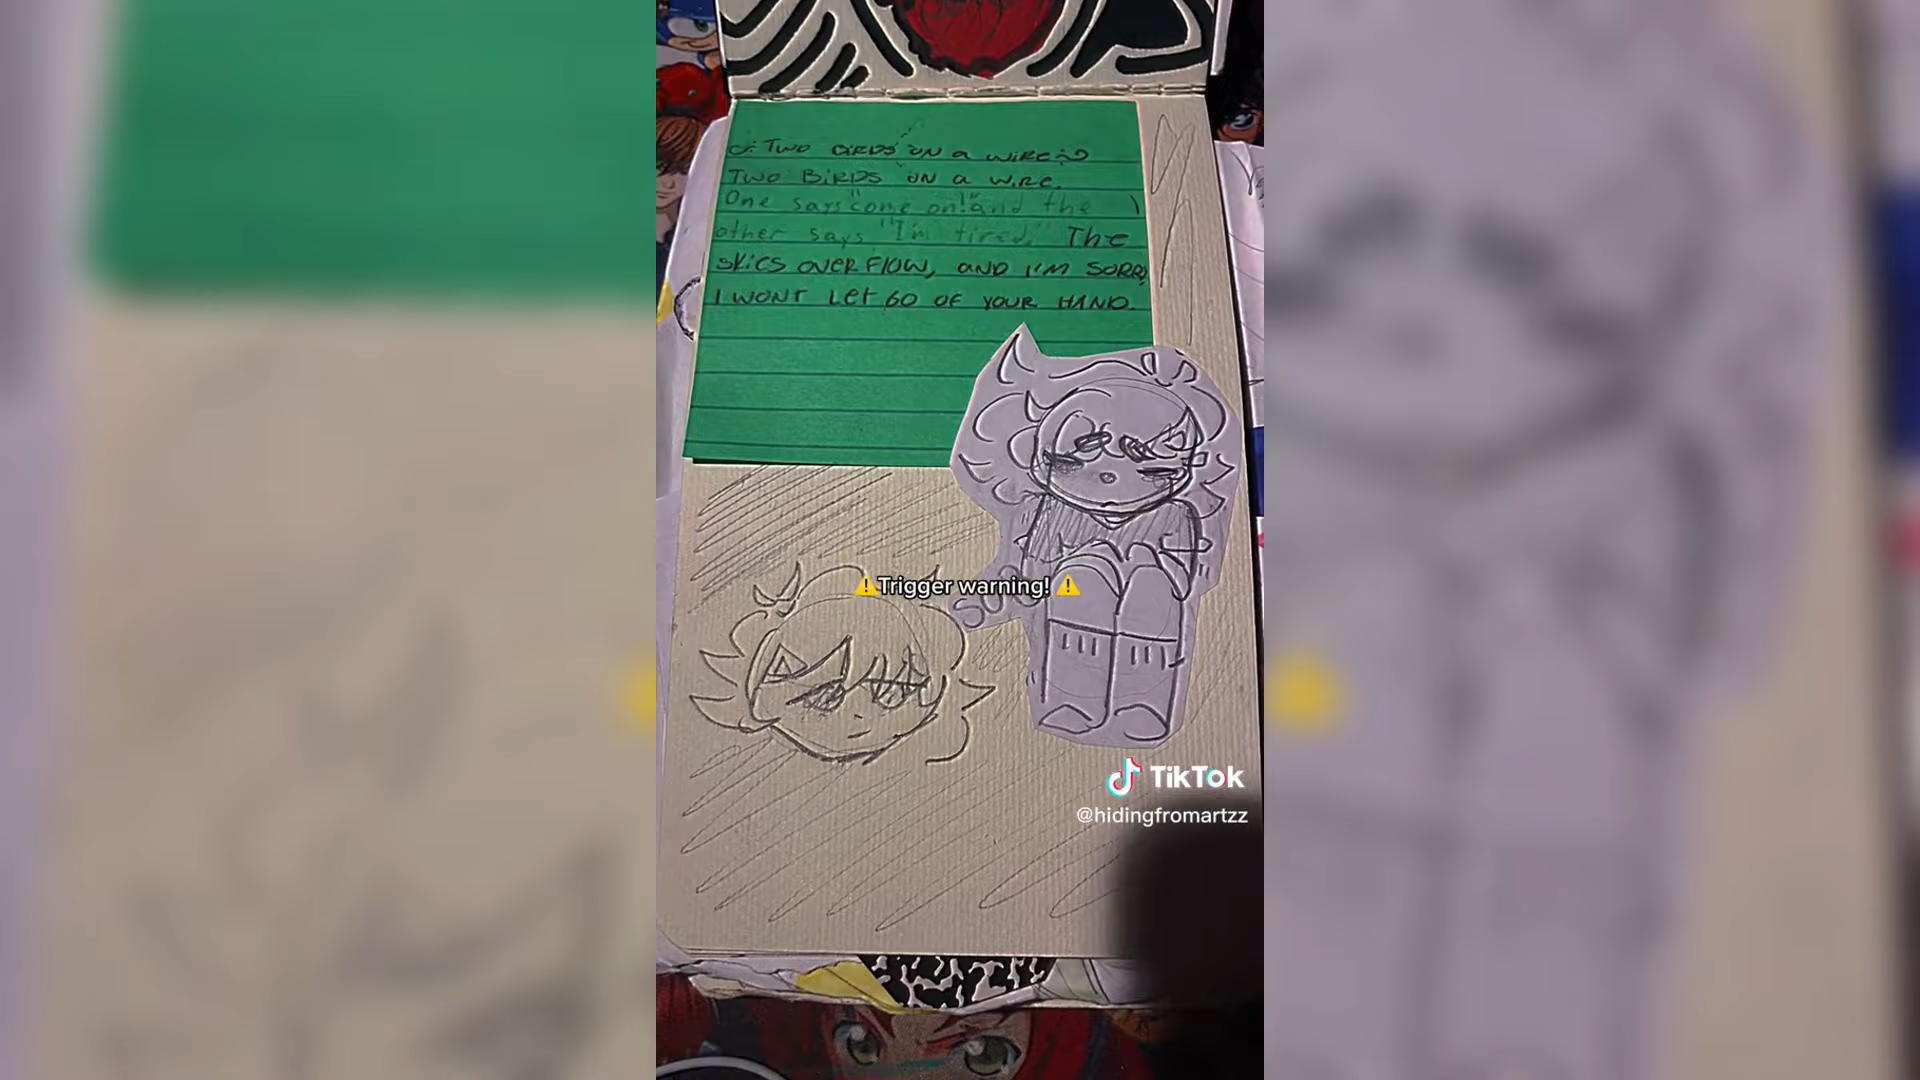 TWO BIRDS ON a WIRE
TWO BIRDS ON a WIRE.
One says "come on!" and the
other says "I'm tired." The
SKIES OVERFLOW, AND I'M SORRY
I WONT LET GO OF YOUR HAND.
⚠️Trigger warning! ⚠️
TikTok
@hidingfromartzz